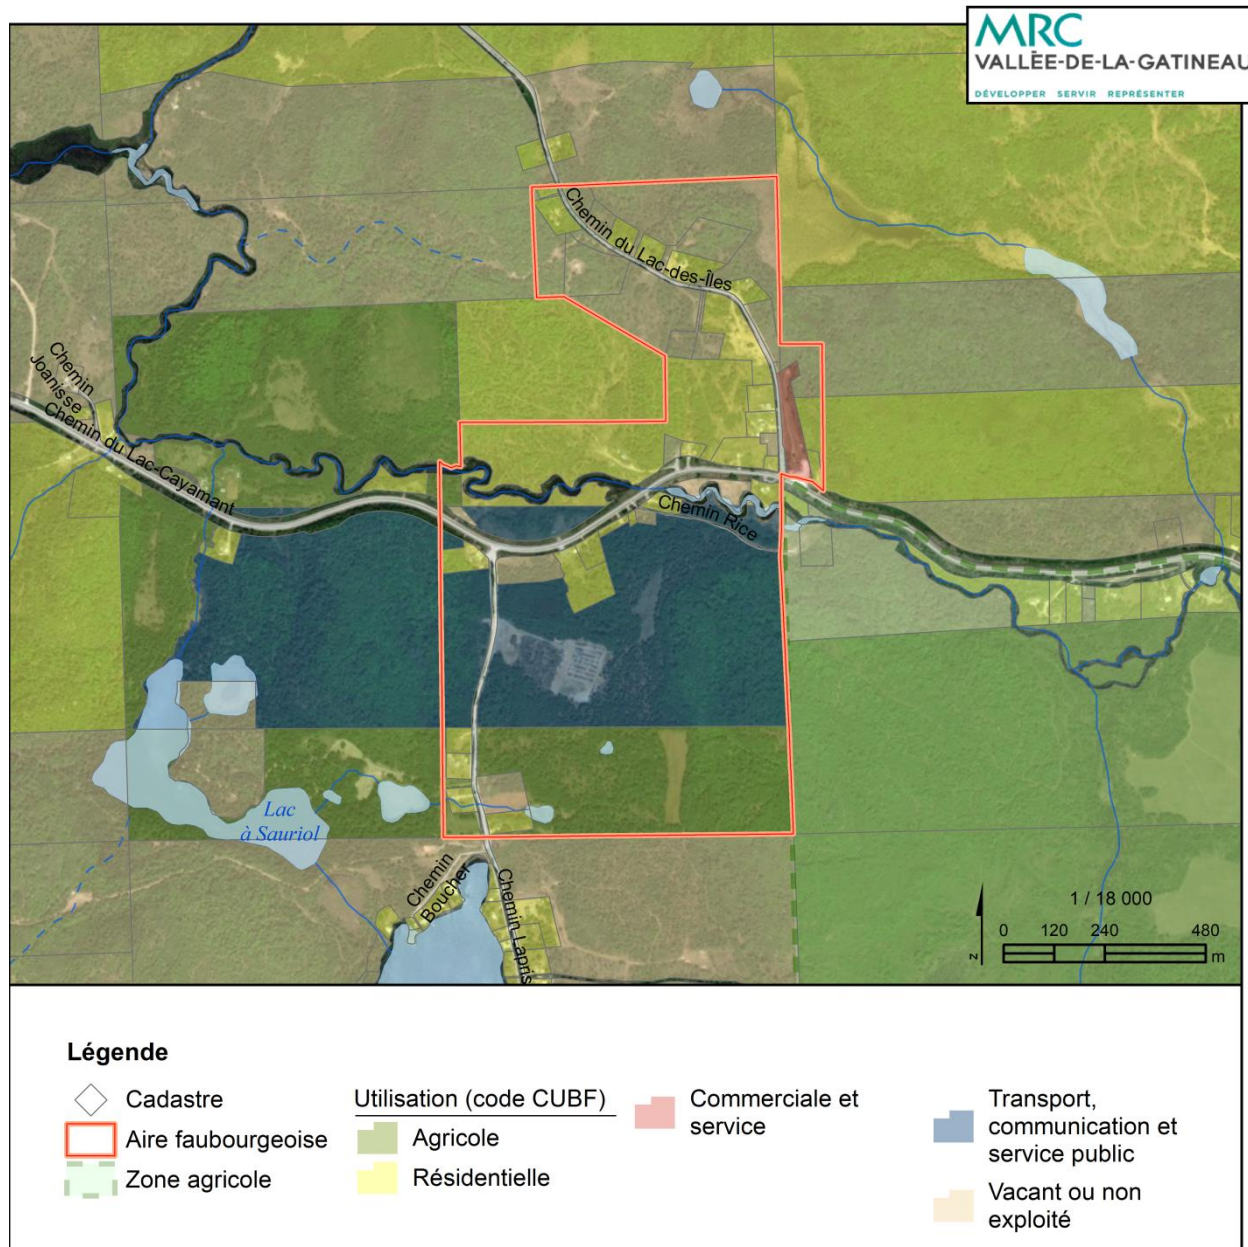 MRC
VALLÉE-DE-LA-GATINEAU
DÉVELOPPER SERVIR REPRÉSENTER
Chemin du Lac-des-Îles
Chemin
Joanisse
Chemin du Lac-Cayamant
Chemin Rice
Lac
à Sauriol
Chemin
Boucher
Chemin Lapris
1 / 18 000
0 120 240 480
m
z
Légende
Cadastre
Aire faubourgeoise
Zone agricole
Utilisation (code CUBF)
Agricole
Résidentielle
Commerciale et
service
Transport,
communication et
service public
Vacant ou non
exploité